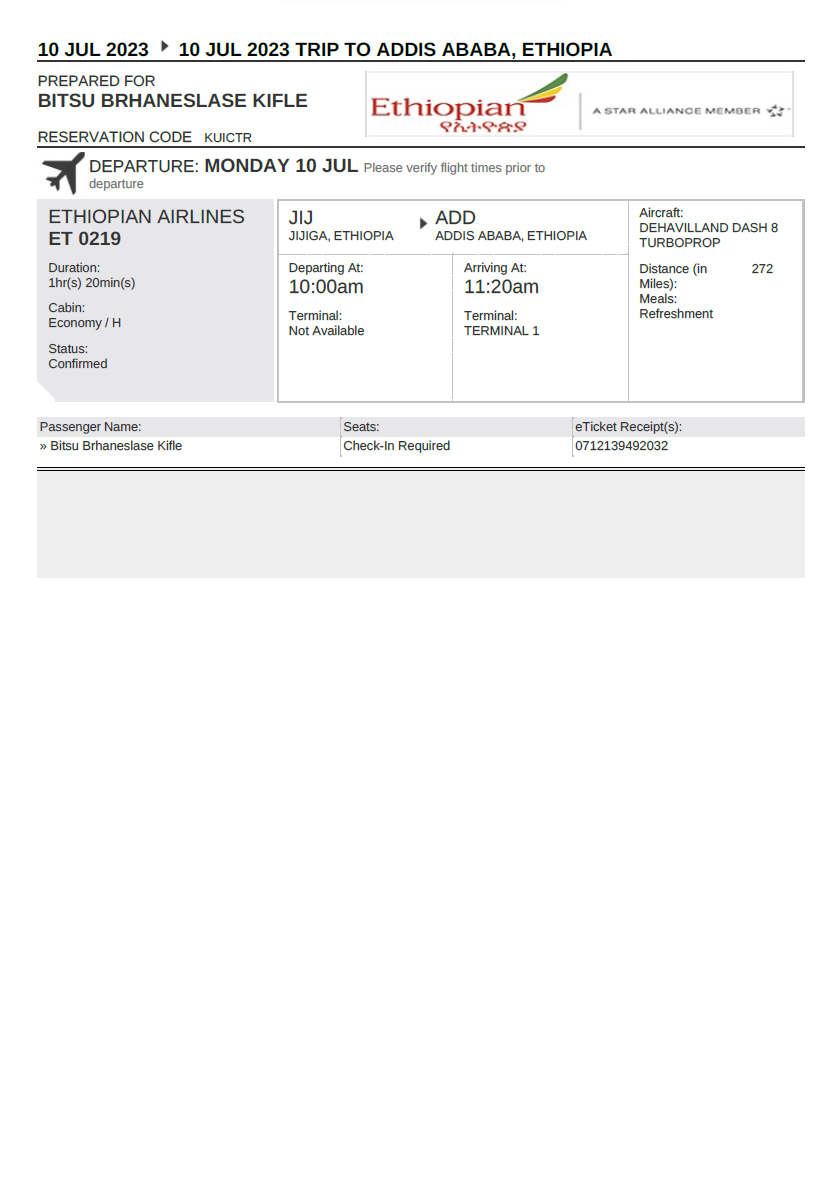 10 JUL 2023 10 JUL 2023 TRIP TO ADDIS ABABA, ETHIOPIA
PREPARED FOR
BITSU BRHANESLASE KIFLE
RESERVATION CODE KUICTR
Ethiopian
የኢትዮጵያ
A STAR ALLIANCE MEMBER
DEPARTURE: MONDAY 10 JUL Please verify flight times prior to
departure
ETHIOPIAN AIRLINES
ET 0219
Duration:
1hr(s) 20min(s)
Cabin:
Economy / H
Status:
Confirmed
JIJ
JIJIGA, ETHIOPIA
ADD
ADDIS ABABA, ETHIOPIA
Departing At:
10:00am
Terminal:
Not Available
Arriving At:
11:20am
Terminal:
TERMINAL 1
Aircraft:
DEHAVILLAND DASH 8
TURBOPROP
Distance (in 272
Miles):
Meals:
Refreshment
Passenger Name: Seats: eTicket Receipt(s):
» Bitsu Brhaneslase Kifle Check-In Required 0712139492032